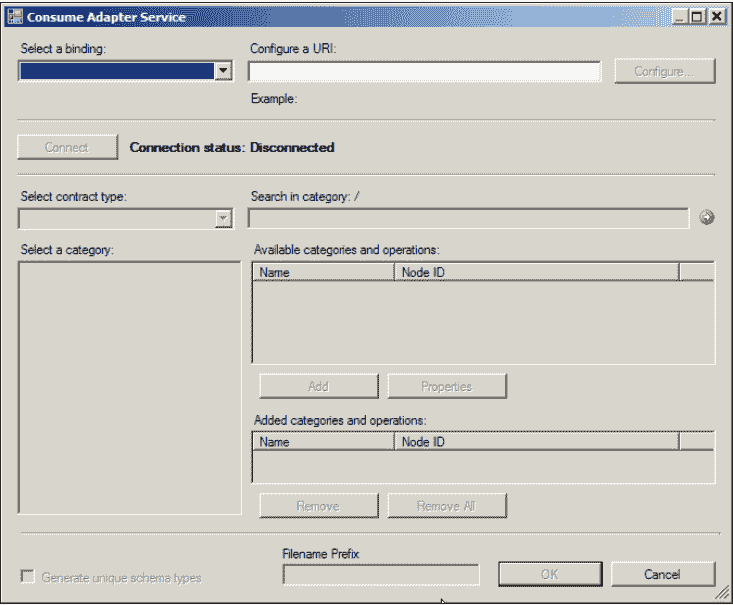 Consume Adapter Service
Select a binding:
Configure a URI:
Configure...
Example:
Connect
Connection status: Disconnected
Select contract type:
Search in category: /
Select a category:
Available categories and operations:
Name
Node ID
Add
Properties
Added categories and operations:
Name
Node ID
Remove
Remove All
Filename Prefix
Generate unique schema types
OK
Cancel